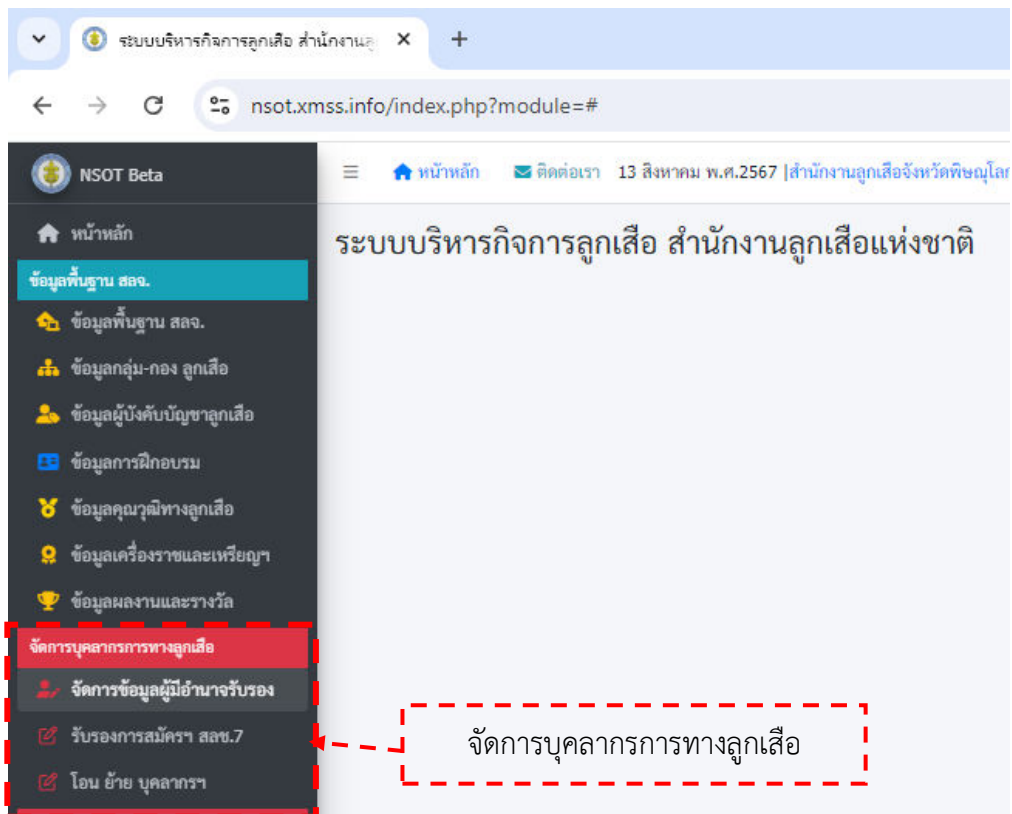 ระบบบริหารกิจการลูกเสือ สำนักงานลู
nsot.xmss.info/index.php?module=#
NSOT Beta
หน้าหลัก ติดต่อเรา 13 สิงหาคม พ.ศ.2567 |สำนักงานลูกเสือจังหวัดพิษณุโลก
หน้าหลัก
ระบบบริหารกิจการลูกเสือ สำนักงานลูกเสือแห่งชาติ
ข้อมูลพื้นฐาน สลจ.
ข้อมูลพื้นฐาน สลจ.
ข้อมูลกลุ่ม-กอง ลูกเสือ
ข้อมูลผู้บังคับบัญชาลูกเสือ
ข้อมูลการฝึกอบรม
ข้อมูลคุณวุฒิทางลูกเสือ
ข้อมูลเครื่องราชและเหรียญฯ
ข้อมูลผลงานและรางวัล
จัดการบุคลากรการทางลูกเสือ
จัดการข้อมูลผู้มีอำนาจรับรอง
รับรองการสมัครฯ สลช.7
จัดการบุคลากรการทางลูกเสือ
โอน ย้าย บุคลากรฯ